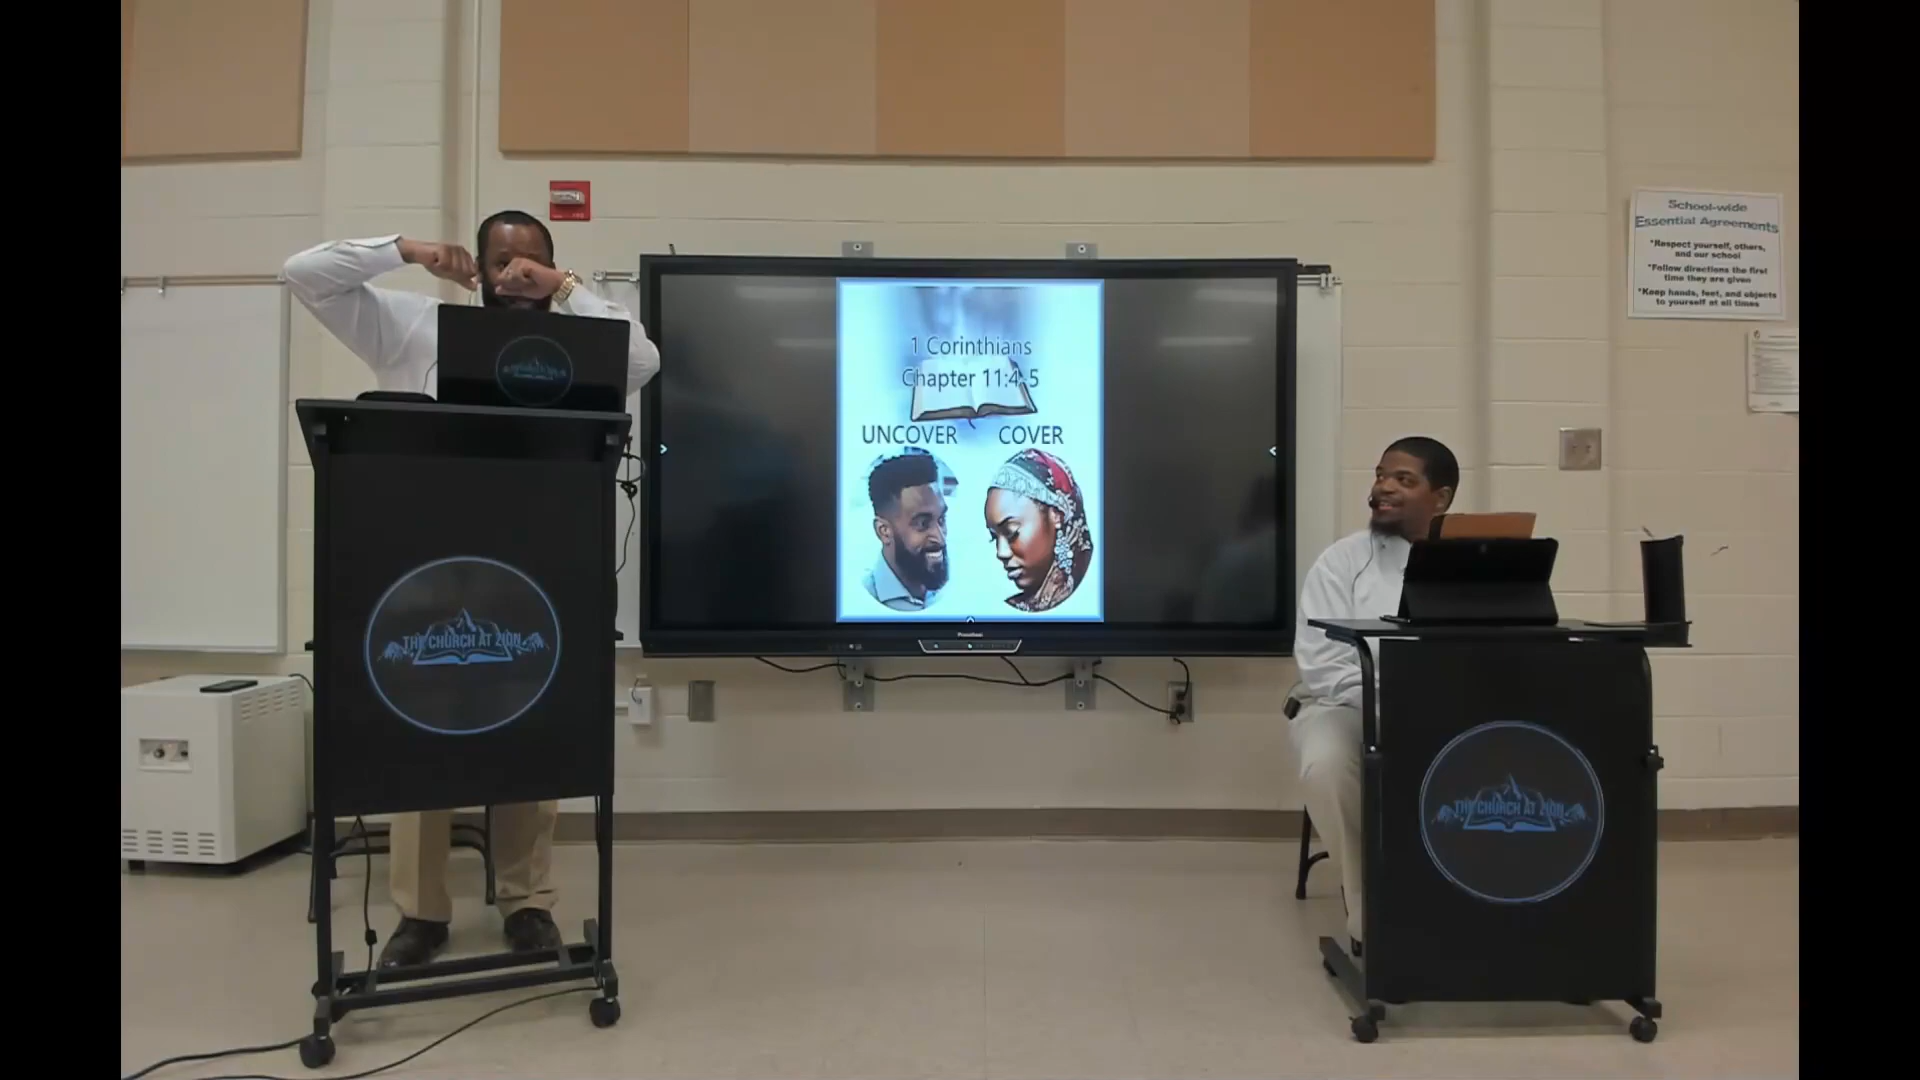 School-wide
Essential Agreements
*Respect yourself, others,
and our school
*Follow directions the first
time they are given
*Keep hands, feet, and objects
to yourself at all times
1 Corinthians
Chapter 11:4-5
UNCOVER COVER
Promethean
THE CHURCH AT ZION
THE CHURCH AT ZION